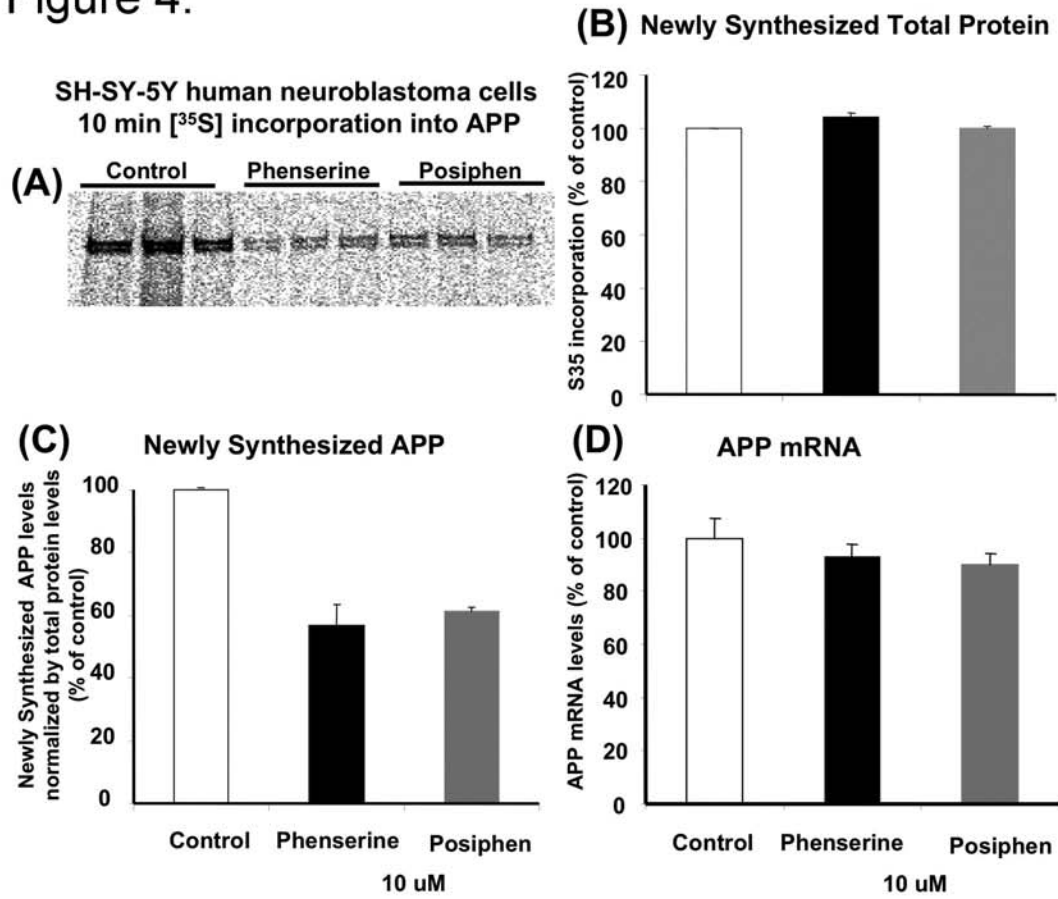 Figure 4.
SH-SY-5Y human neuroblastoma cells
10 min [³⁵S] incorporation into APP
(A)
Control Phenserine Posiphen
(B) Newly Synthesized Total Protein
S35 incorporation (% of control)
120
100
80
60
40
20
0
(C) Newly Synthesized APP
Newly Synthesized APP levels
normalized by total protein levels
(% of control)
100
80
60
40
20
0
Control Phenserine Posiphen
10 uM
(D) APP mRNA
APP mRNA levels (% of control)
120
100
80
60
40
20
0
Control Phenserine Posiphen
10 uM